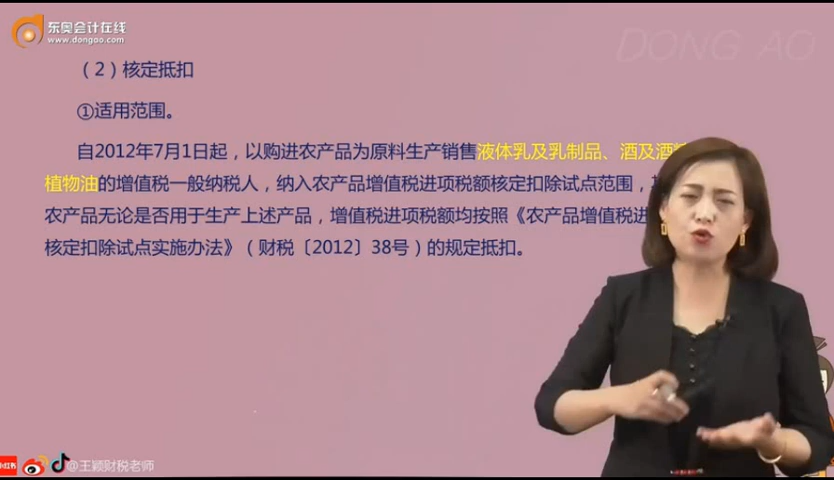 东奥会计在线
www.dongao.com
DONG AO
（2）核定抵扣
①适用范围。
自2012年7月1日起，以购进农产品为原料生产销售液体乳及乳制品、酒及酒
植物油的增值税一般纳税人，纳入农产品增值税进项税额核定扣除试点范围，
农产品无论是否用于生产上述产品，增值税进项税额均按照《农产品增值税进
核定扣除试点实施办法》（财税〔2012〕38号）的规定抵扣。
小红书
@王颖财税老师